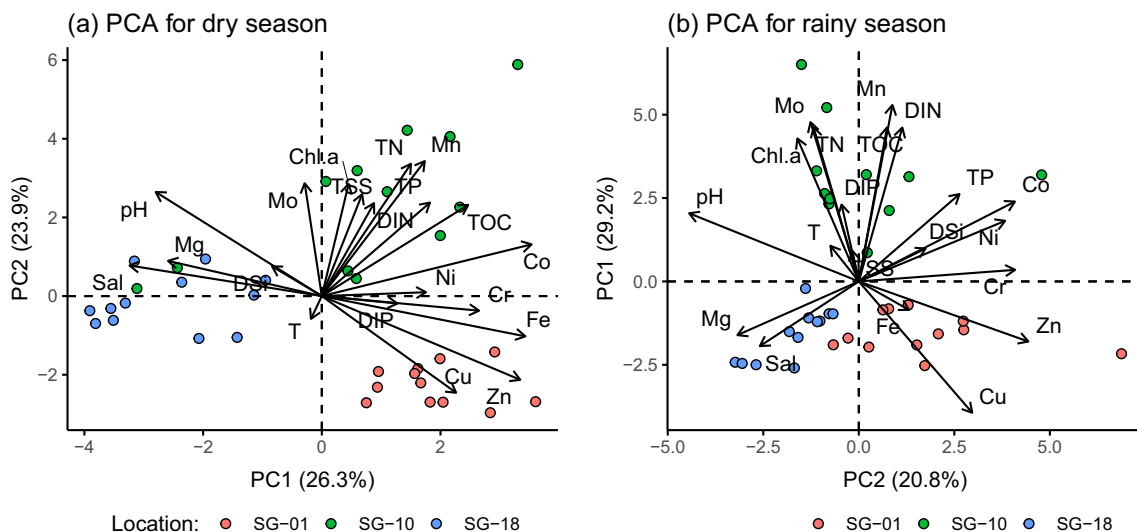 (a) PCA for dry season
(b) PCA for rainy season
6
4
2
0
−2
PC2 (23.9%)
−4
−2
0
2
PC1 (26.3%)
TN
Mn
Chl.a
TSS
TP
Mo
DIN
TOC
pH
Mg
Sal
DSi
Ni
Co
Cr
T
DIP
Fe
Cu
Zn
5.0
2.5
0.0
−2.5
PC1 (29.2%)
−5.0
−2.5
0.0
2.5
5.0
PC2 (20.8%)
Mn
Mo
DIN
TN
TOC
Chl.a
DIP
TP
Co
pH
T
DSi
Ni
TSS
Cr
Mg
Fe
Zn
Sal
Cu
Location: SG−01 SG−10 SG−18
SG−01 SG−10 SG−18